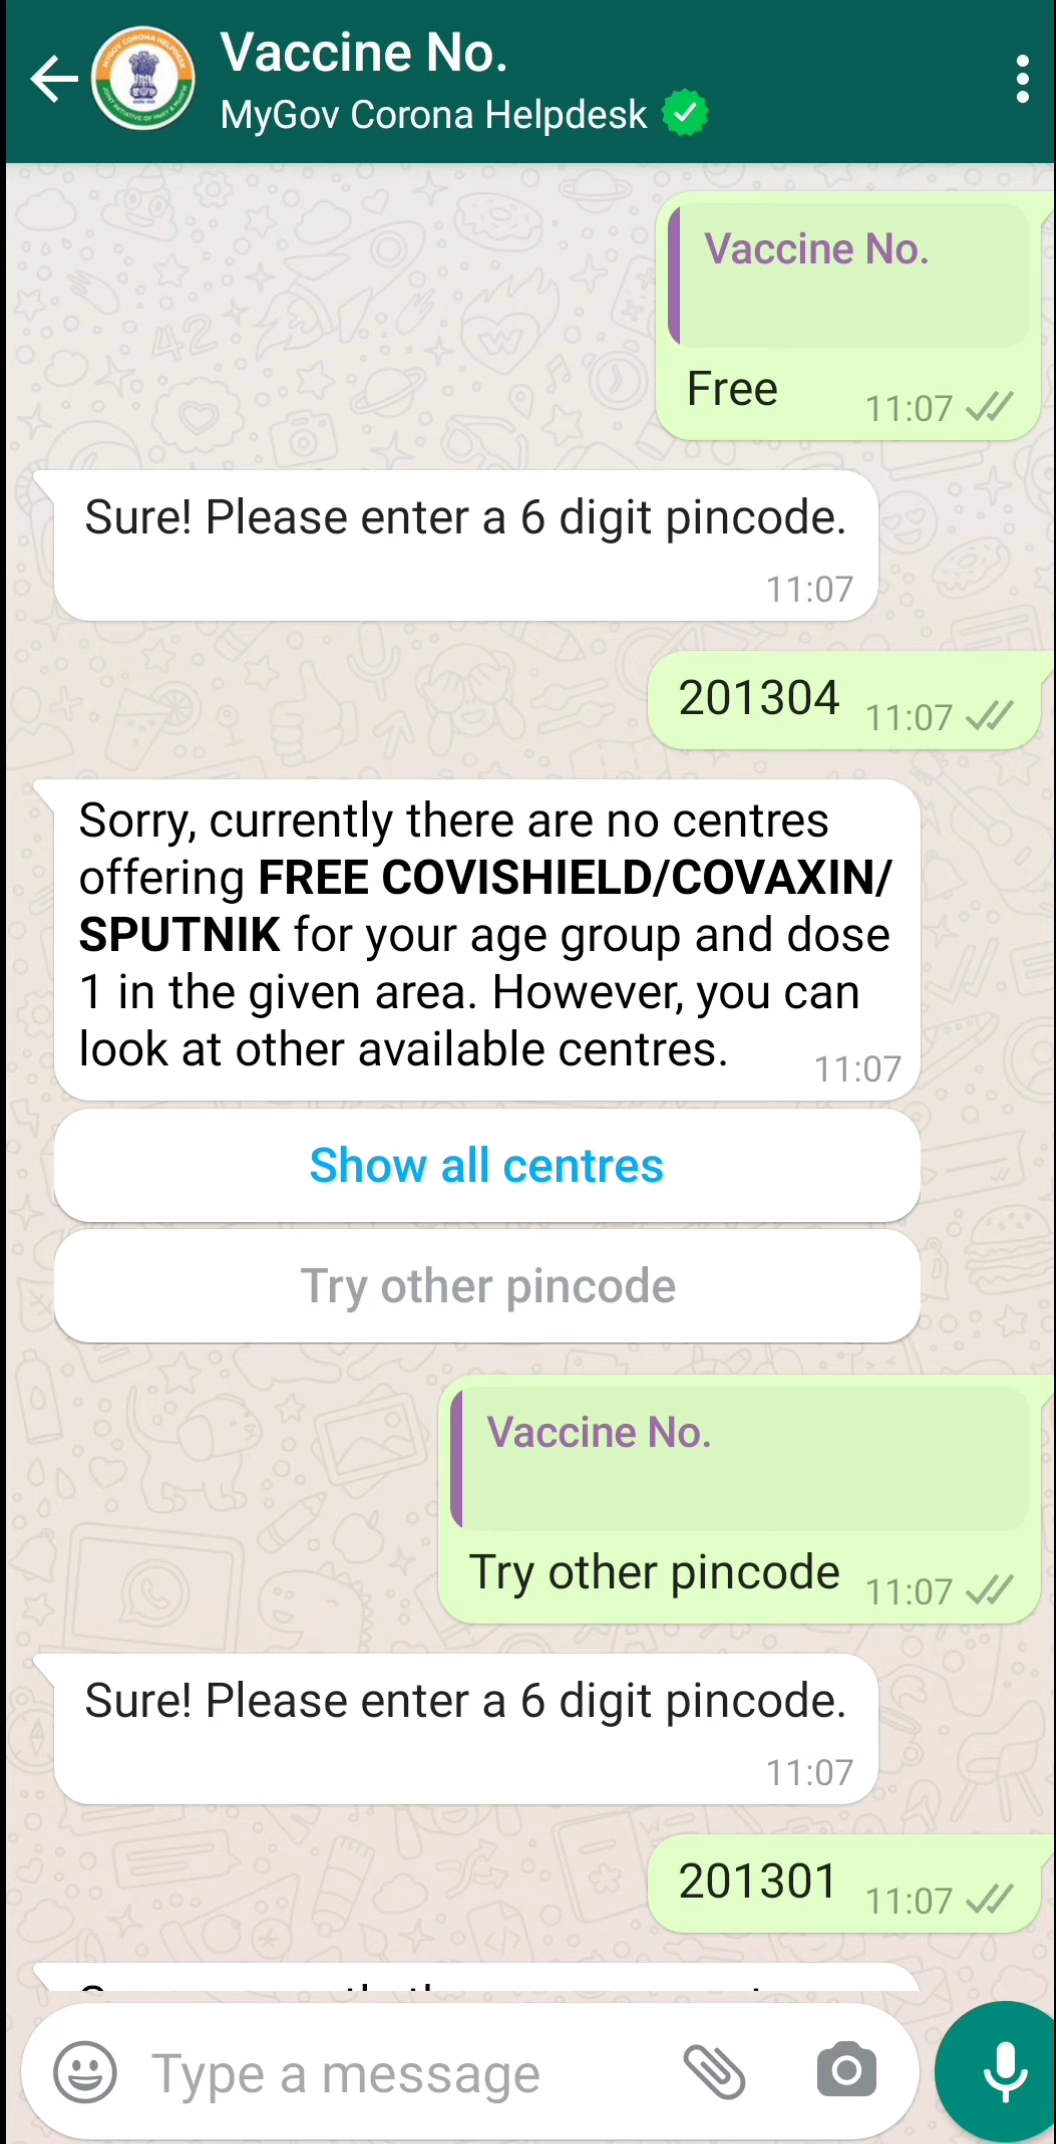 Vaccine No.
MyGov Corona Helpdesk
Vaccine No.
Free
11:07
Sure! Please enter a 6 digit pincode.
11:07
201304
11:07
Sorry, currently there are no centres
offering FREE COVISHIELD/COVAXIN/
SPUTNIK for your age group and dose
1 in the given area. However, you can
look at other available centres.
11:07
Show all centres
Try other pincode
Vaccine No.
Try other pincode
11:07
Sure! Please enter a 6 digit pincode.
11:07
201301
11:07
Type a message